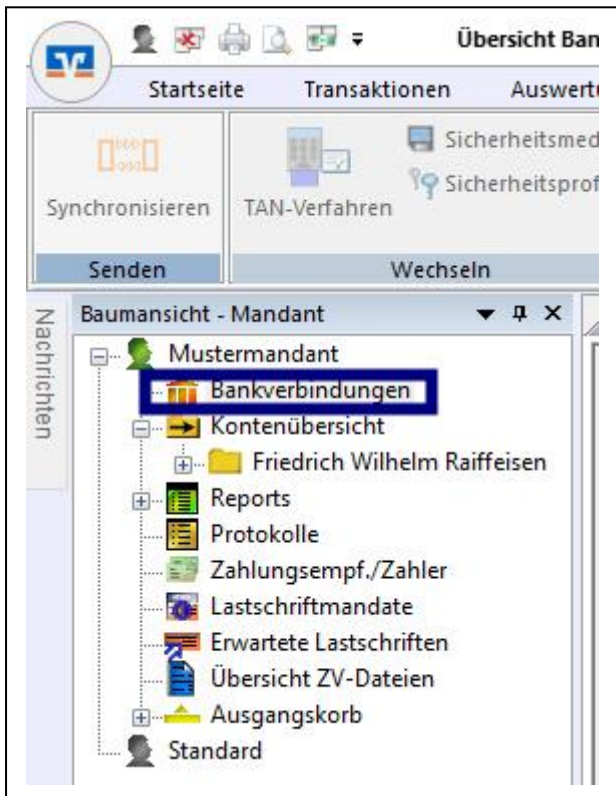 Übersicht Ban
Startseite Transaktionen Auswert
Synchronisieren
TAN-Verfahren
Sicherheitsmed
Sicherheitsprof
Senden Wechseln
Nachrichten
Baumansicht - Mandant
Mustermandant
Bankverbindungen
Kontenübersicht
Friedrich Wilhelm Raiffeisen
Reports
Protokolle
Zahlungsempf./Zahler
Lastschriftmandate
Erwartete Lastschriften
Übersicht ZV-Dateien
Ausgangskorb
Standard